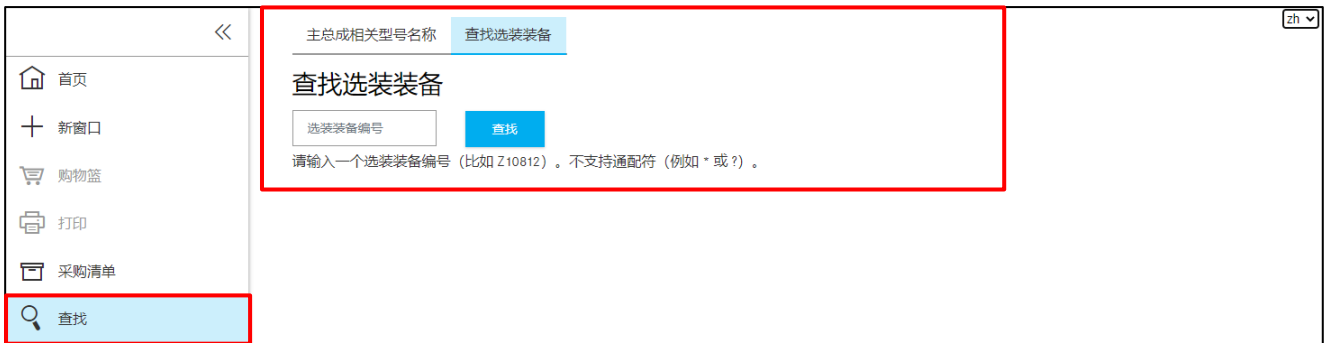 zh
首页
新窗口
购物篮
打印
采购清单
查找
主总成相关型号名称 查找选装装备
查找选装装备
选装装备编号 查找
请输入一个选装装备编号（比如 Z10812）。不支持通配符（例如 * 或 ?）。